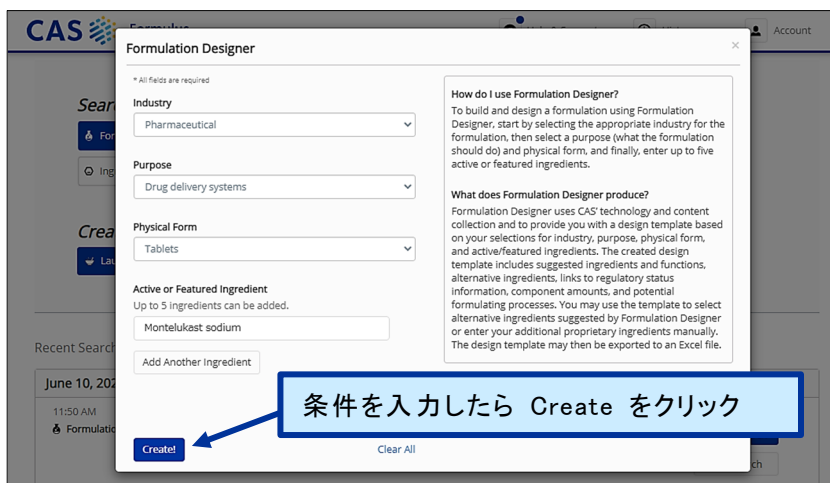 CAS
Account
Formulation Designer
×
* All fields are required
Industry
Pharmaceutical
Purpose
Drug delivery systems
Physical Form
Tablets
Active or Featured Ingredient
Up to 5 ingredients can be added.
Montelukast sodium
Add Another Ingredient
Create!
Clear All
How do I use Formulation Designer?
To build and design a formulation using Formulation
Designer, start by selecting the appropriate industry for the
formulation, then select a purpose (what the formulation
should do) and physical form, and finally, enter up to five
active or featured ingredients.
What does Formulation Designer produce?
Formulation Designer uses CAS' technology and content
collection and to provide you with a design template based
on your selections for industry, purpose, physical form,
and active/featured ingredients. The created design
template includes suggested ingredients and functions,
alternative ingredients, links to regulatory status
information, component amounts, and potential
formulating processes. You may use the template to select
alternative ingredients suggested by Formulation Designer
or enter your additional proprietary ingredients manually.
The design template may then be exported to an Excel file.
条件を入力したら Create をクリック
Recent Search
June 10, 202
11:50 AM
Formulatio
Sear
For
Ing
Crea
Lau
ch